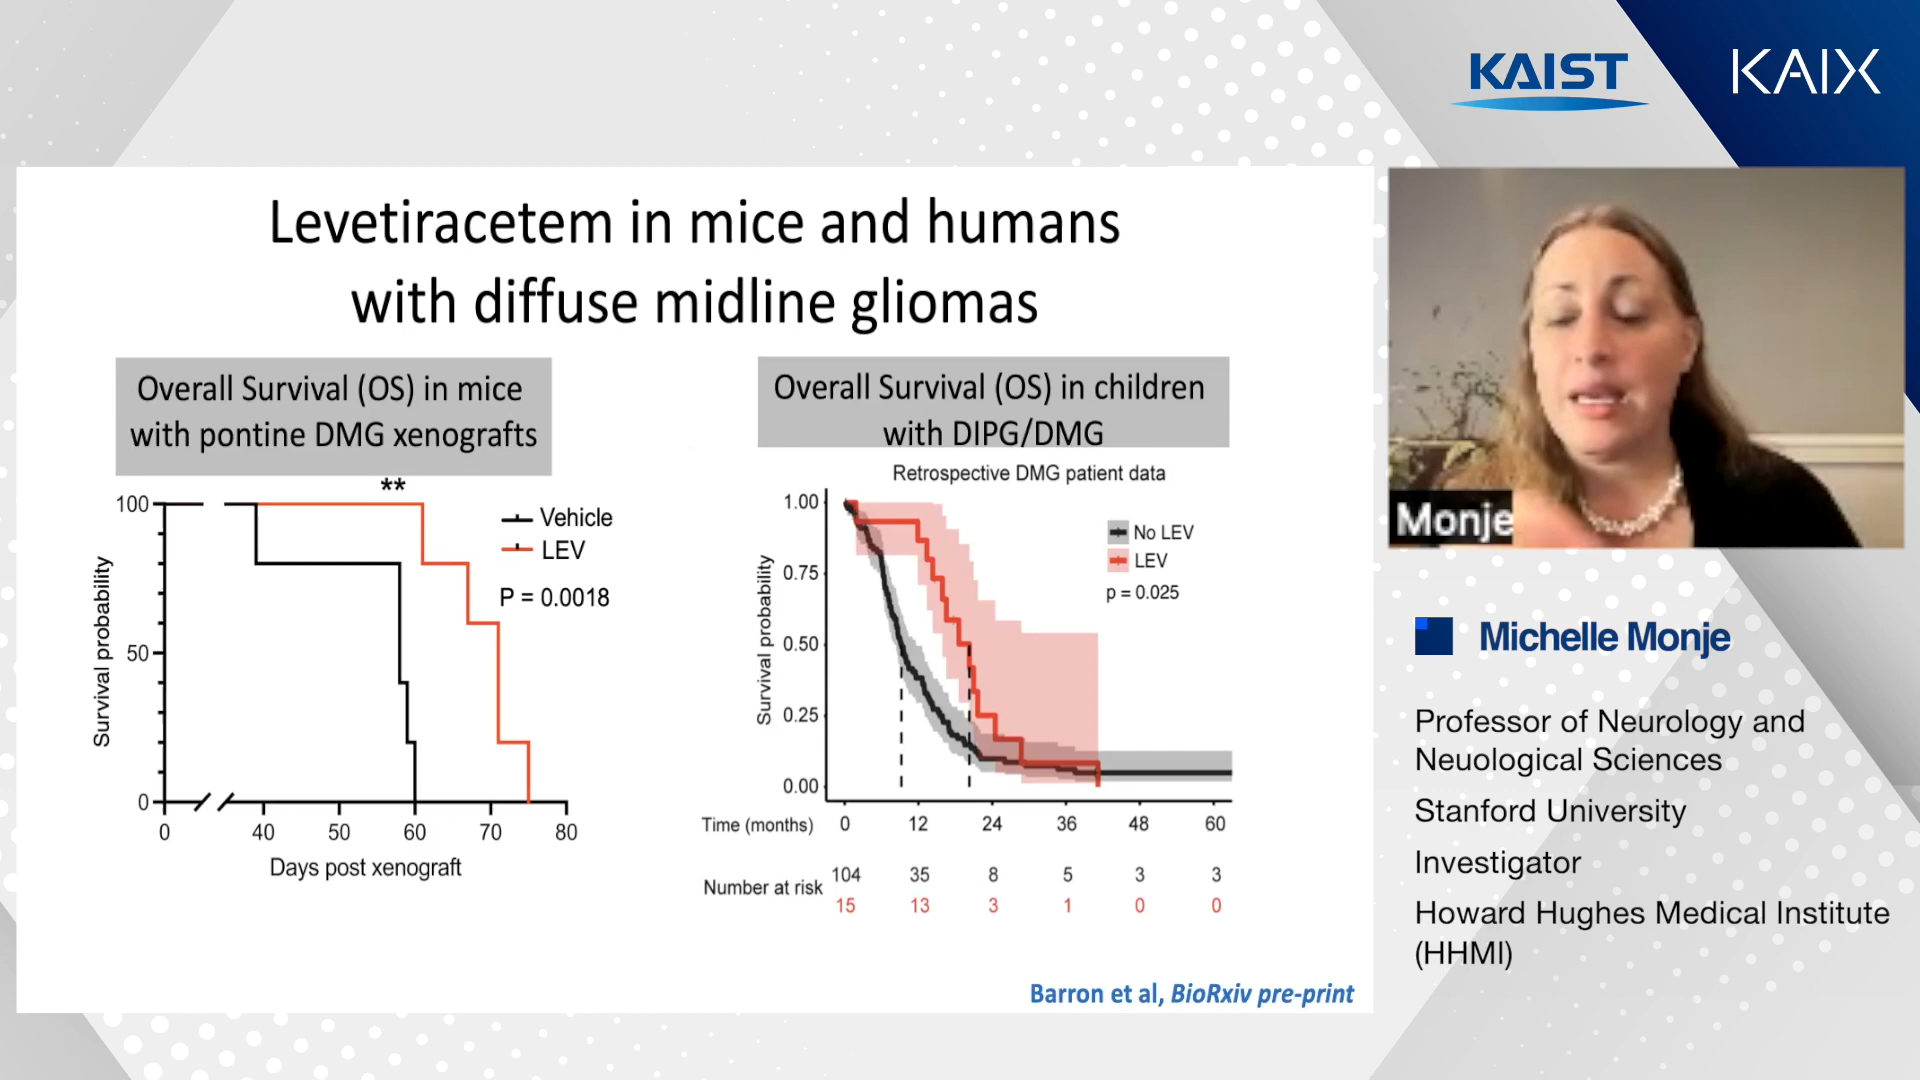 KAIST
KAIX
Levetiracetem in mice and humans
with diffuse midline gliomas
Overall Survival (OS) in mice
with pontine DMG xenografts
**
100
50
0
Survival probability
Vehicle
LEV
P = 0.0018
0
40
50
60
70
80
Days post xenograft
Overall Survival (OS) in children
with DIPG/DMG
Retrospective DMG patient data
1.00
0.75
0.50
0.25
0.00
Survival probability
No LEV
LEV
p = 0.025
Time (months) 0 12 24 36 48 60
Number at risk
104 35 8 5 3 3
15 13 3 1 0 0
Barron et al, BioRxiv pre-print
Monje
Michelle Monje
Professor of Neurology and
Neuological Sciences
Stanford University
Investigator
Howard Hughes Medical Institute
(HHMI)